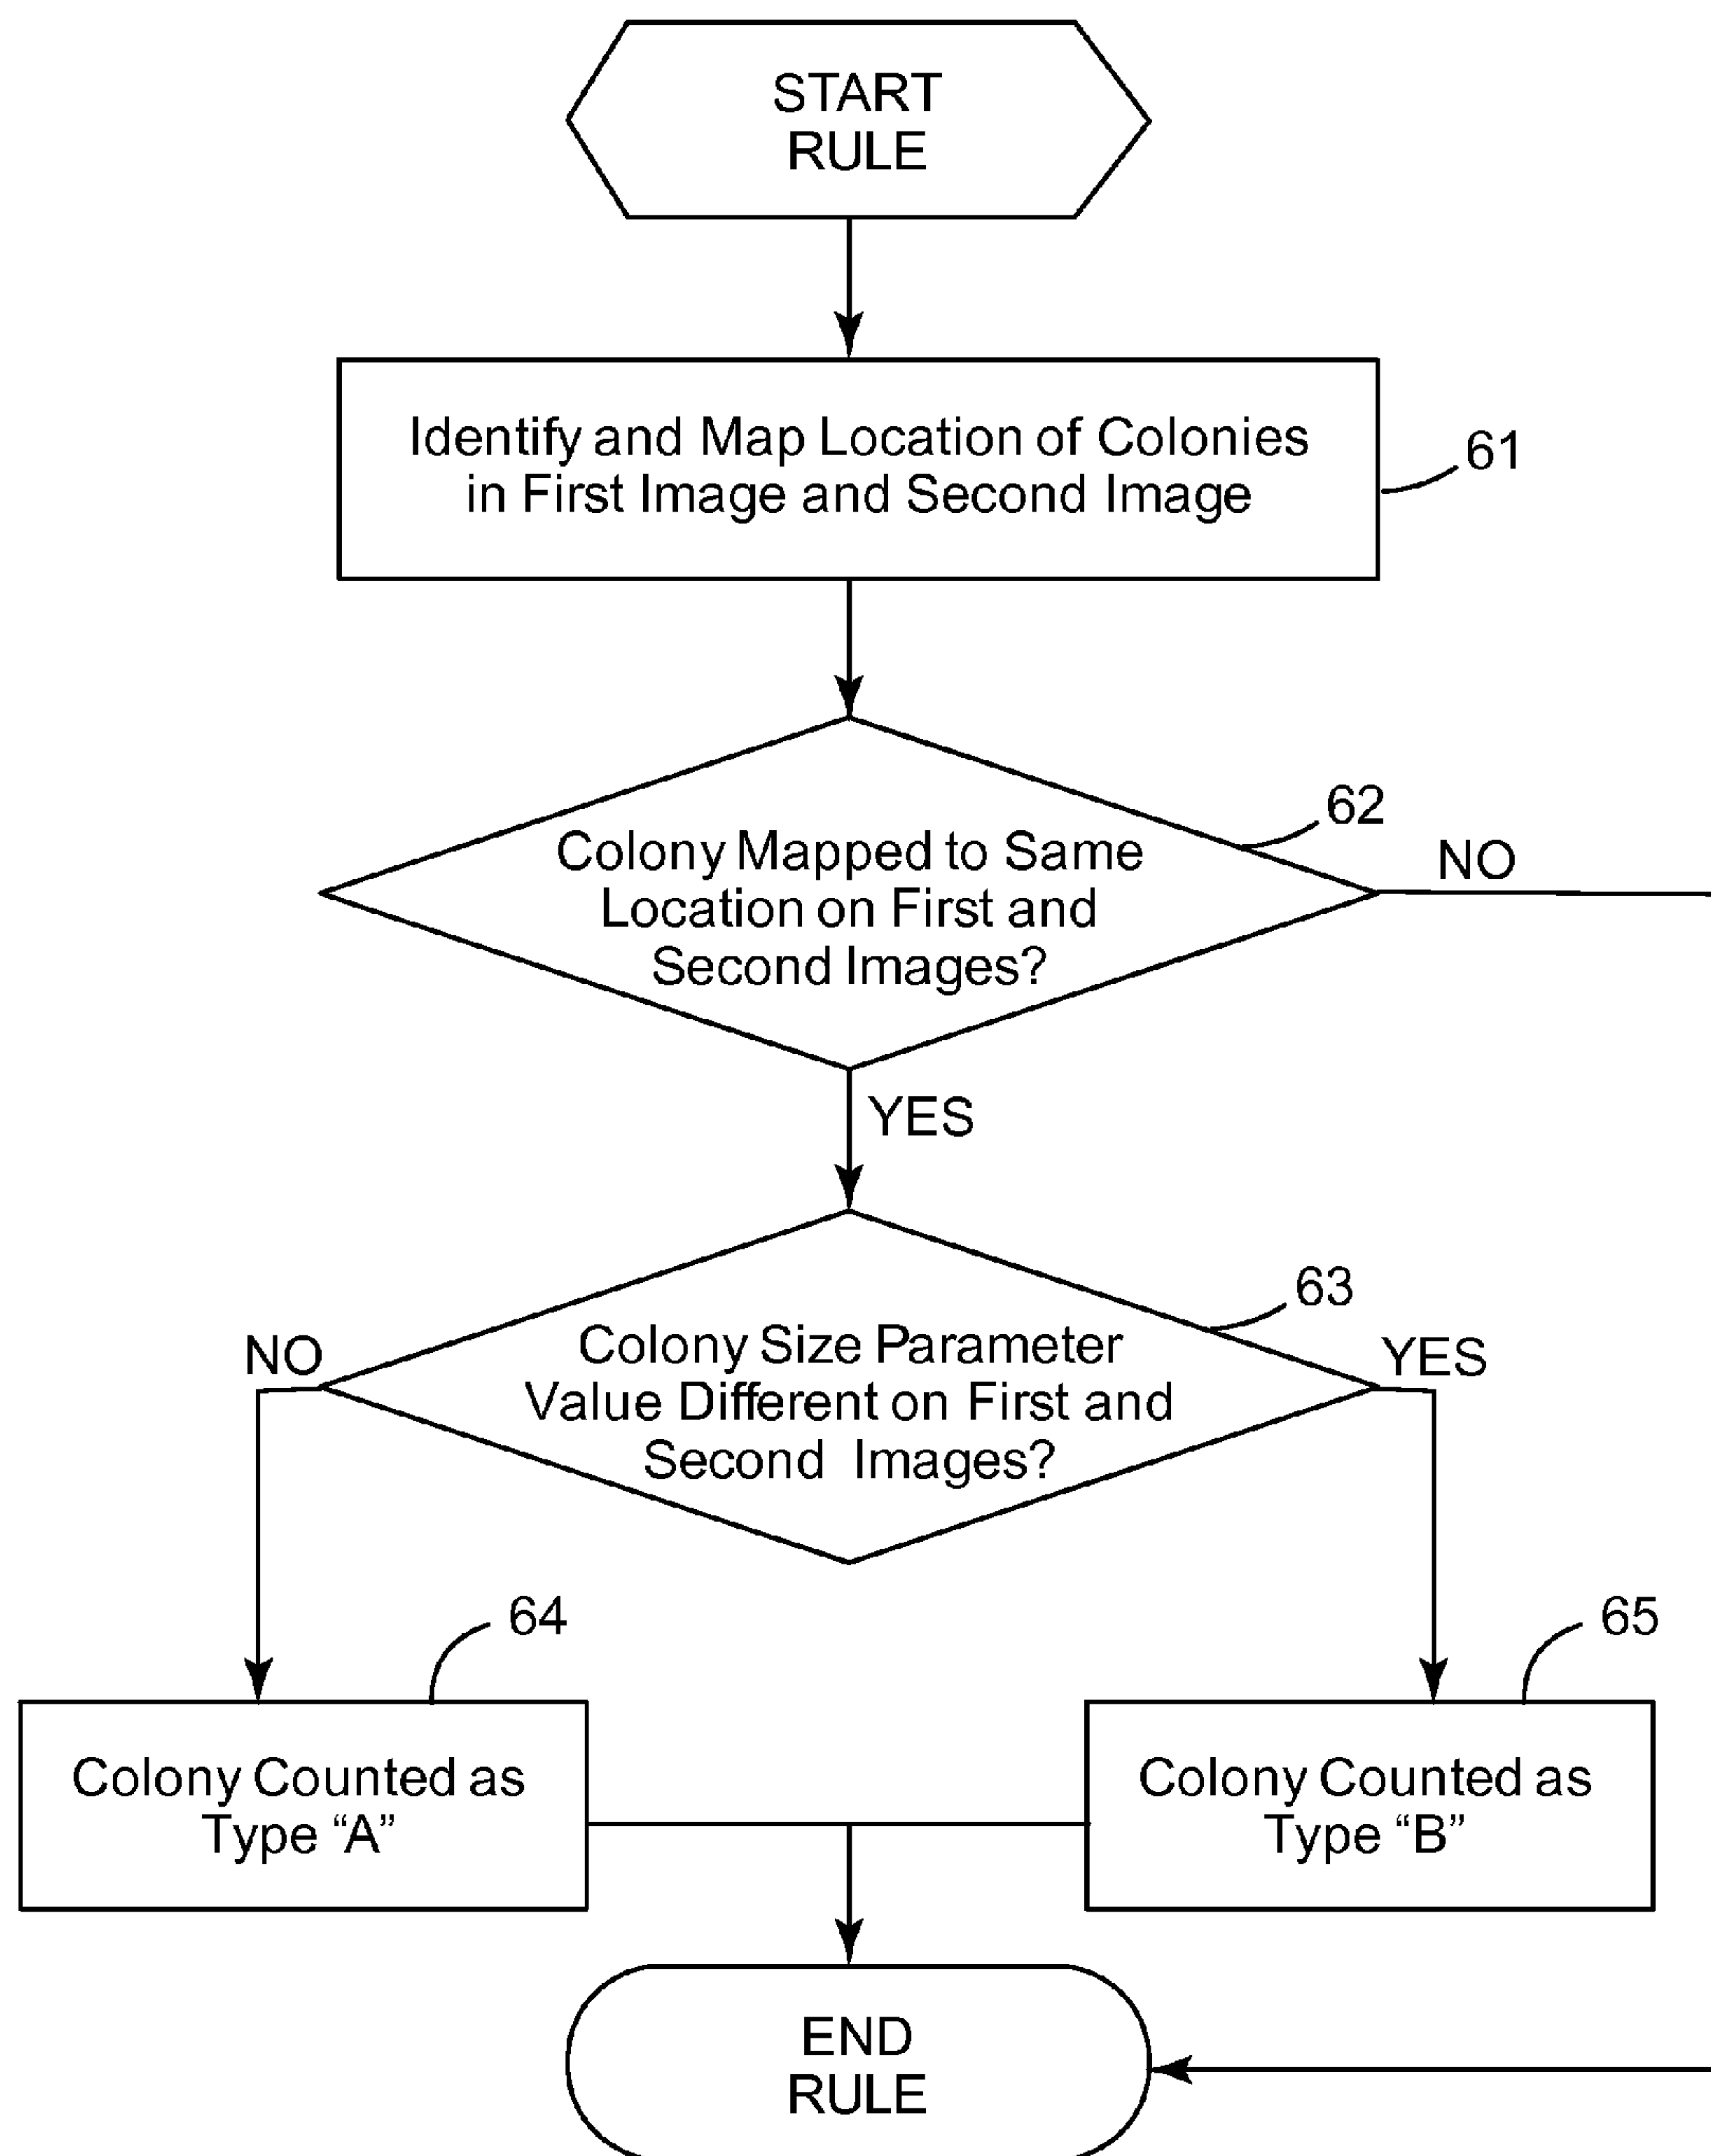 START
RULE
Identify and Map Location of Colonies
in First Image and Second Image
61
62
Colony Mapped to Same
Location on First and
Second Images?
NO
YES
63
Colony Size Parameter
Value Different on First and
Second Images?
NO
YES
64
65
Colony Counted as
Type “A”
Colony Counted as
Type “B”
END
RULE